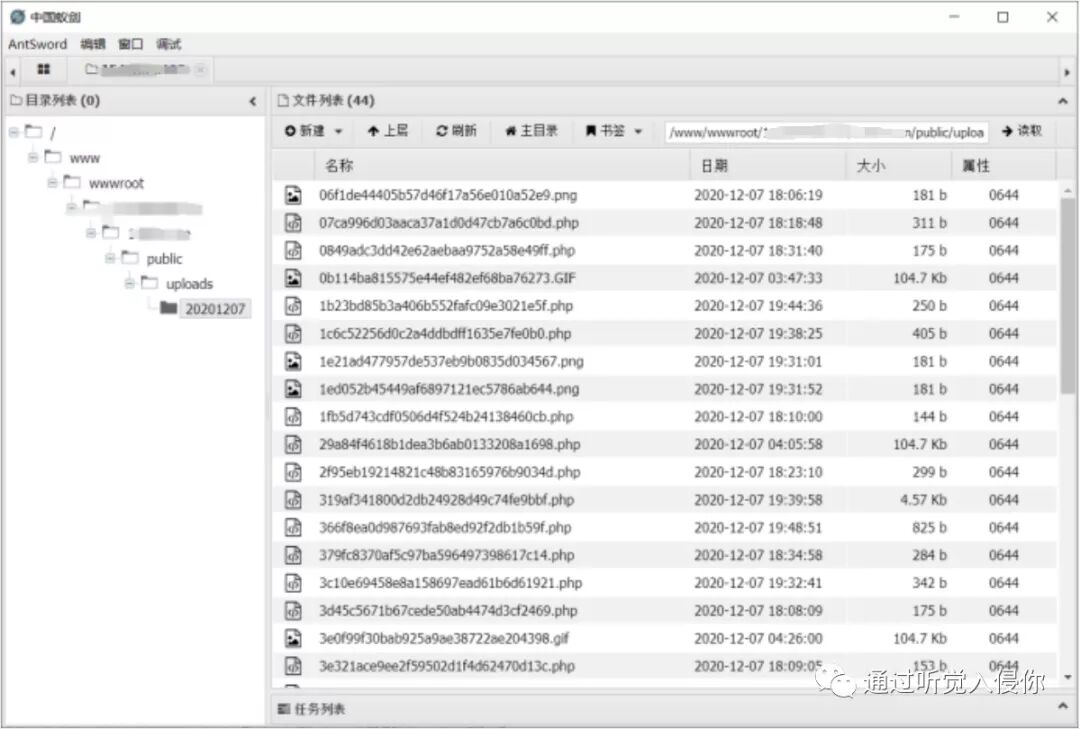 中国蚁剑
AntSword 编辑 窗口 调试
目录列表 (0)
/
www
wwwroot
public
uploads
20201207
文件列表 (44)
新建 上层 刷新 主目录 书签 /www/wwwroot/ n/public/uploa 读取
名称 日期 大小 属性
06f1de44405b57d46f17a56e010a52e9.png 2020-12-07 18:06:19 181 b 0644
07ca996d03aaca37a1d0d47cb7a6c0bd.php 2020-12-07 18:18:48 311 b 0644
0849adc3dd42e62aebaa9752a58e49ff.php 2020-12-07 18:31:40 175 b 0644
0b114ba815575e44ef482ef68ba76273.GIF 2020-12-07 03:47:33 104.7 Kb 0644
1b23bd85b3a406b552fafc09e3021e5f.php 2020-12-07 19:44:36 250 b 0644
1c6c52256d0c2a4ddbdff1635e7fe0b0.php 2020-12-07 19:38:25 405 b 0644
1e21ad477957de537eb9b0835d034567.png 2020-12-07 19:31:01 181 b 0644
1ed052b45449af6897121ec5786ab644.png 2020-12-07 19:31:52 181 b 0644
1fb5d743cdf0506d4f524b24138460cb.php 2020-12-07 18:10:00 144 b 0644
29a84f4618b1dea3b6ab0133208a1698.php 2020-12-07 04:05:58 104.7 Kb 0644
2f95eb19214821c48b83165976b9034d.php 2020-12-07 18:23:10 299 b 0644
319af341800d2db24928d49c74fe9bbf.php 2020-12-07 19:39:58 4.57 Kb 0644
366f8ea0d987693fab8ed92f2db1b59f.php 2020-12-07 19:48:51 825 b 0644
379fc8370af5c97ba596497398617c14.php 2020-12-07 18:34:58 284 b 0644
3c10e69458e8a158697ead61b6d61921.php 2020-12-07 19:32:41 342 b 0644
3d45c5671b67cede50ab4474d3cf2469.php 2020-12-07 18:08:09 175 b 0644
3e0f99f30bab925a9ae38722ae204398.gif 2020-12-07 04:26:00 104.7 Kb 0644
3e321ace9ee2f59502d1f4d62470d13c.php 2020-12-07 18:09:05 153 b 0644
通过听觉入侵你
任务列表